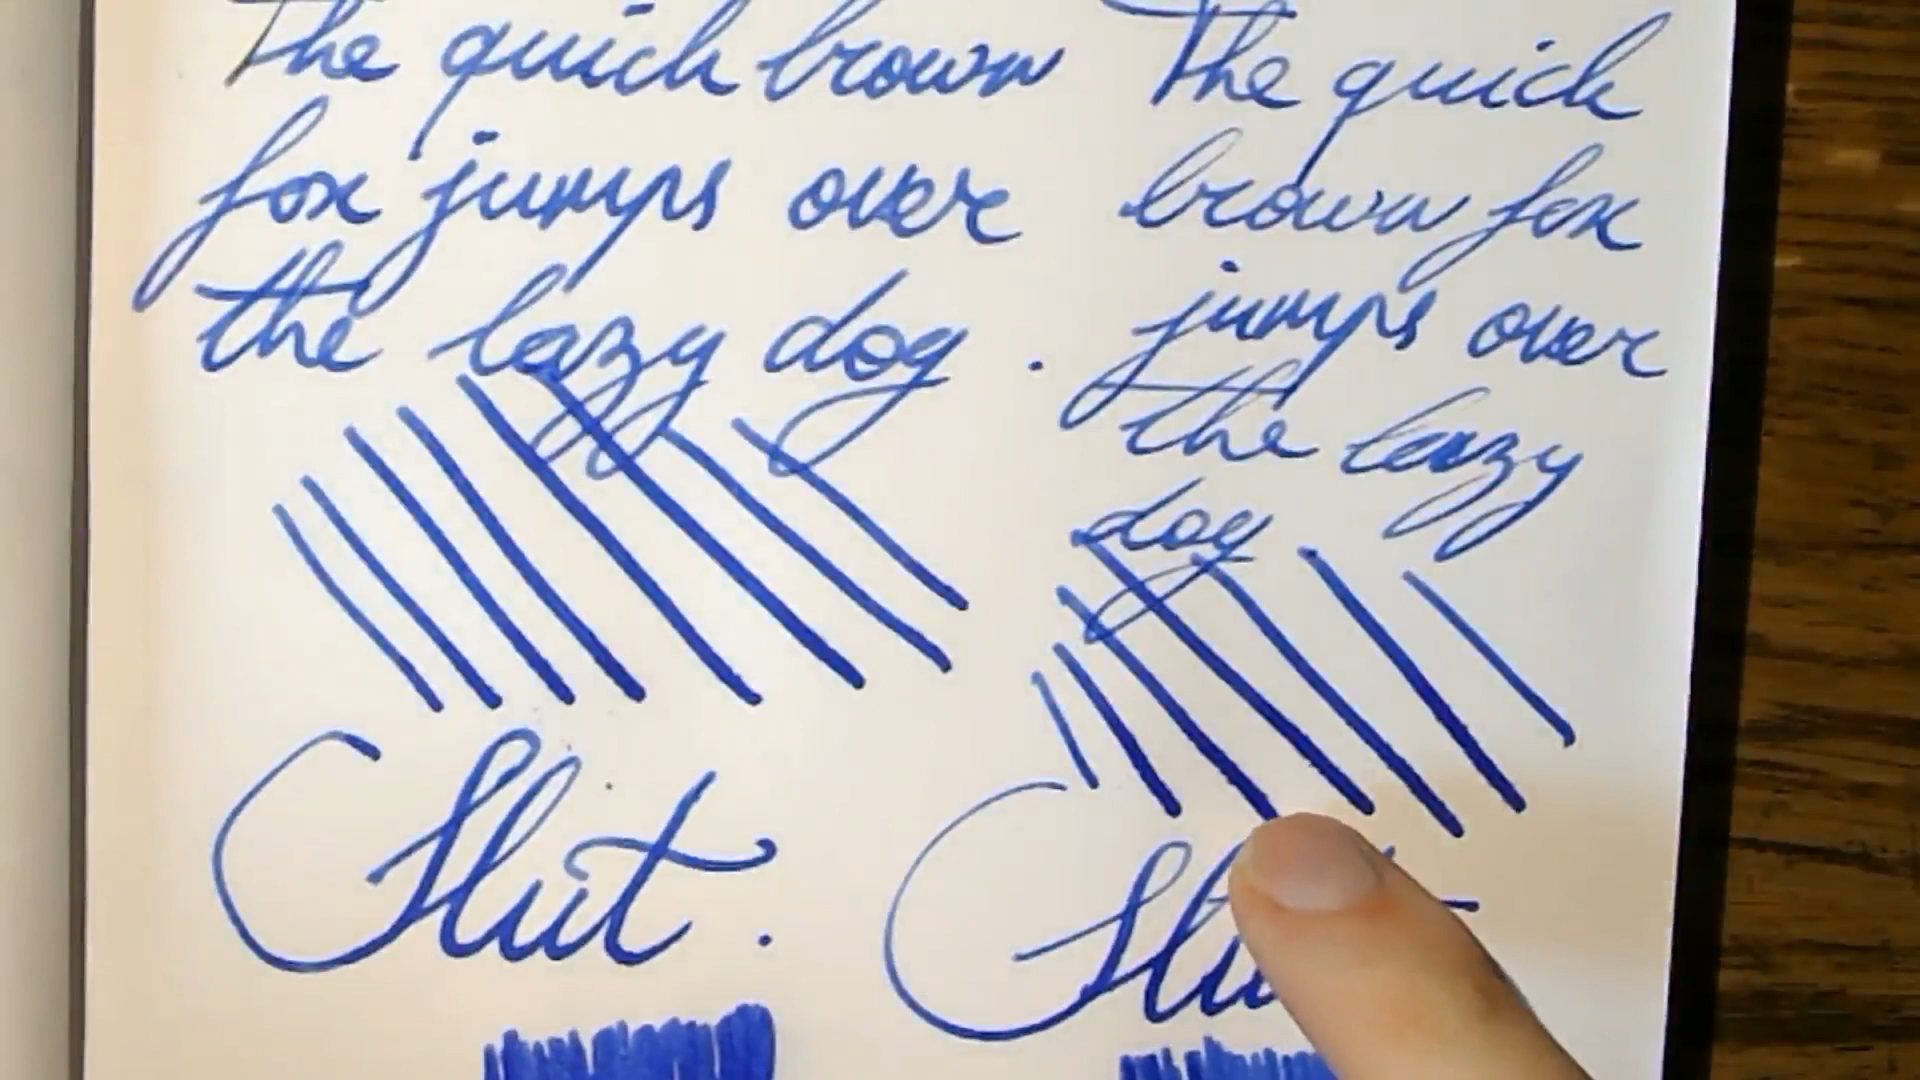 The quick brown
fox jumps over
the lazy dog.
Slut.
The quick
brown fox
jumps over
the lazy
dog